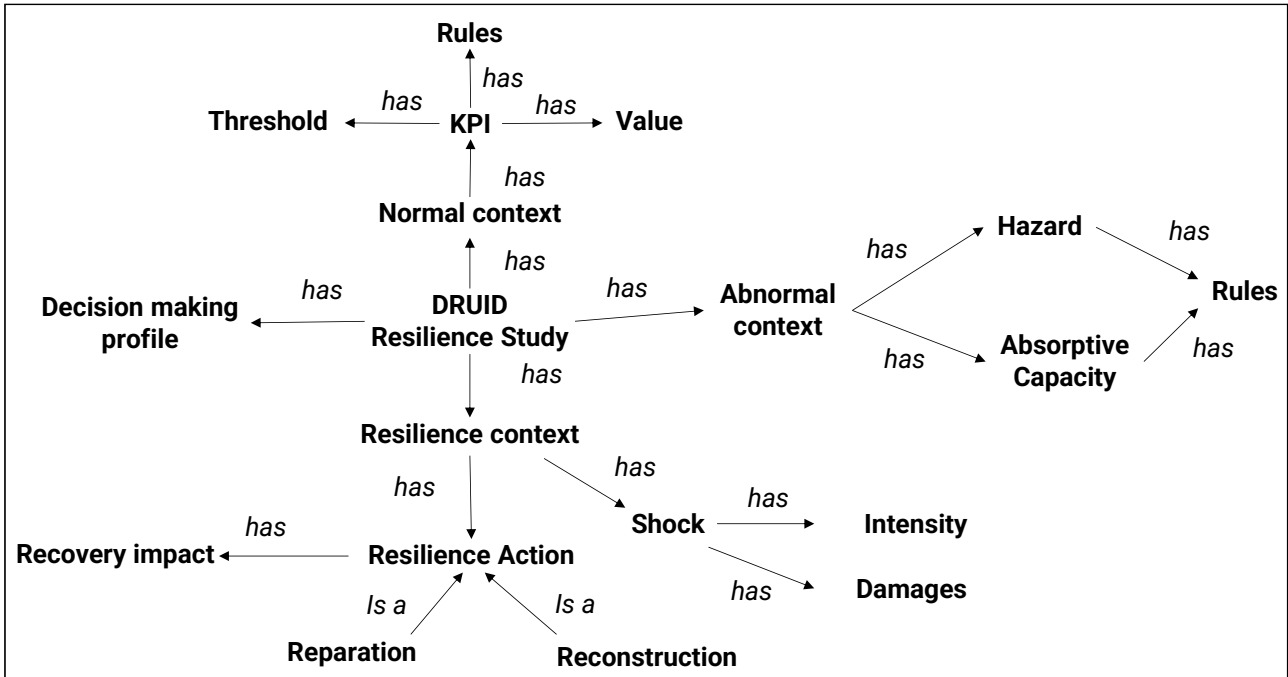 Rules
has
has
has
Threshold
KPI
Value
has
Normal context
has
Hazard
has
has
Decision making
profile
has
DRUID
Resilience Study
has
Abnormal
context
Rules
has
Absorptive
Capacity
has
has
Resilience context
has
has
Shock
has
Intensity
has
Damages
Recovery impact
has
Resilience Action
Is a
Is a
Reparation
Reconstruction